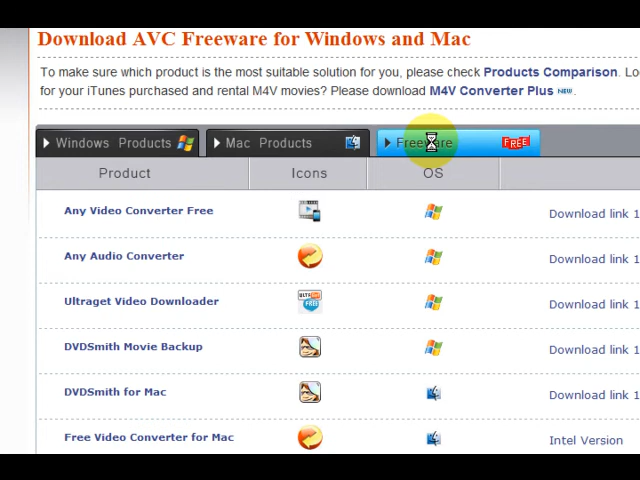 Download AVC Freeware for Windows and Mac
To make sure which product is the most suitable solution for you, please check Products Comparison. Lo
for your iTunes purchased and rental M4V movies? Please download M4V Converter Plus NEW.
Windows Products Mac Products Freeware FREE!
Product Icons OS
Any Video Converter Free Download link 1
Any Audio Converter Download link 1
Ultraget Video Downloader FREE Download link 1
DVDSmith Movie Backup Download link 1
DVDSmith for Mac Download link 1
Free Video Converter for Mac Intel Version